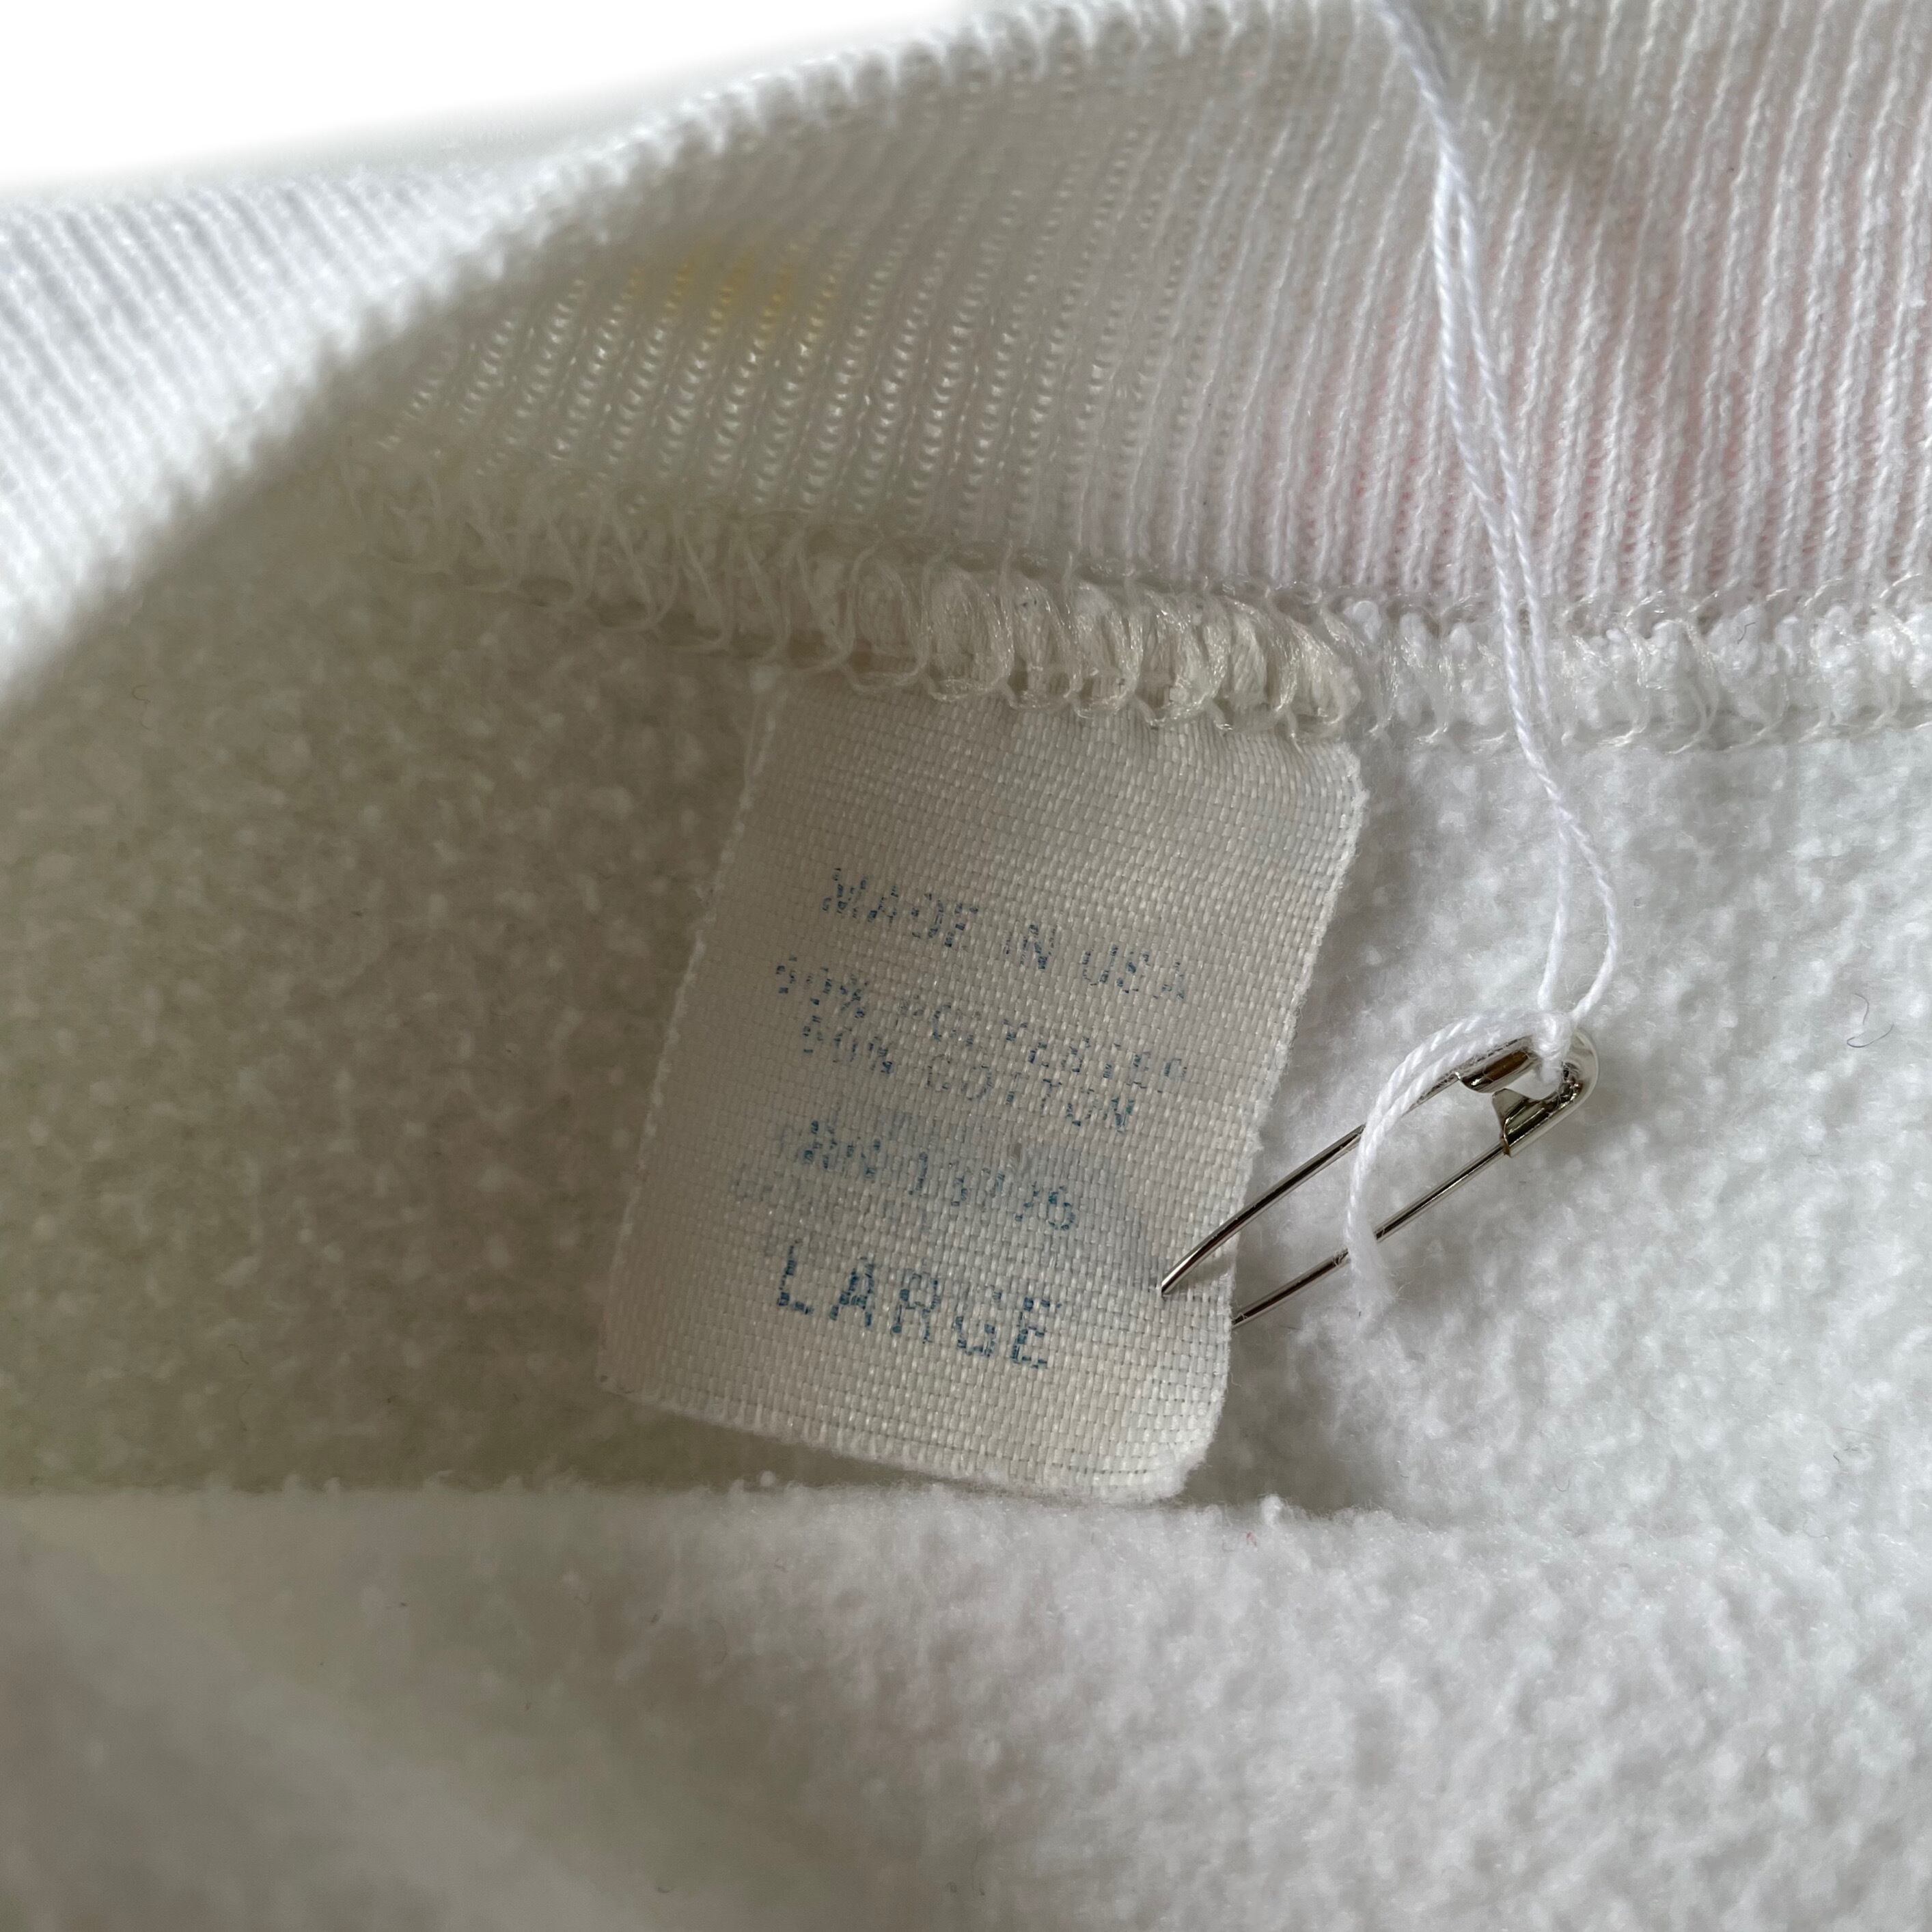 MADE IN USA
50% POLYESTER
50% COTTON
LARGE